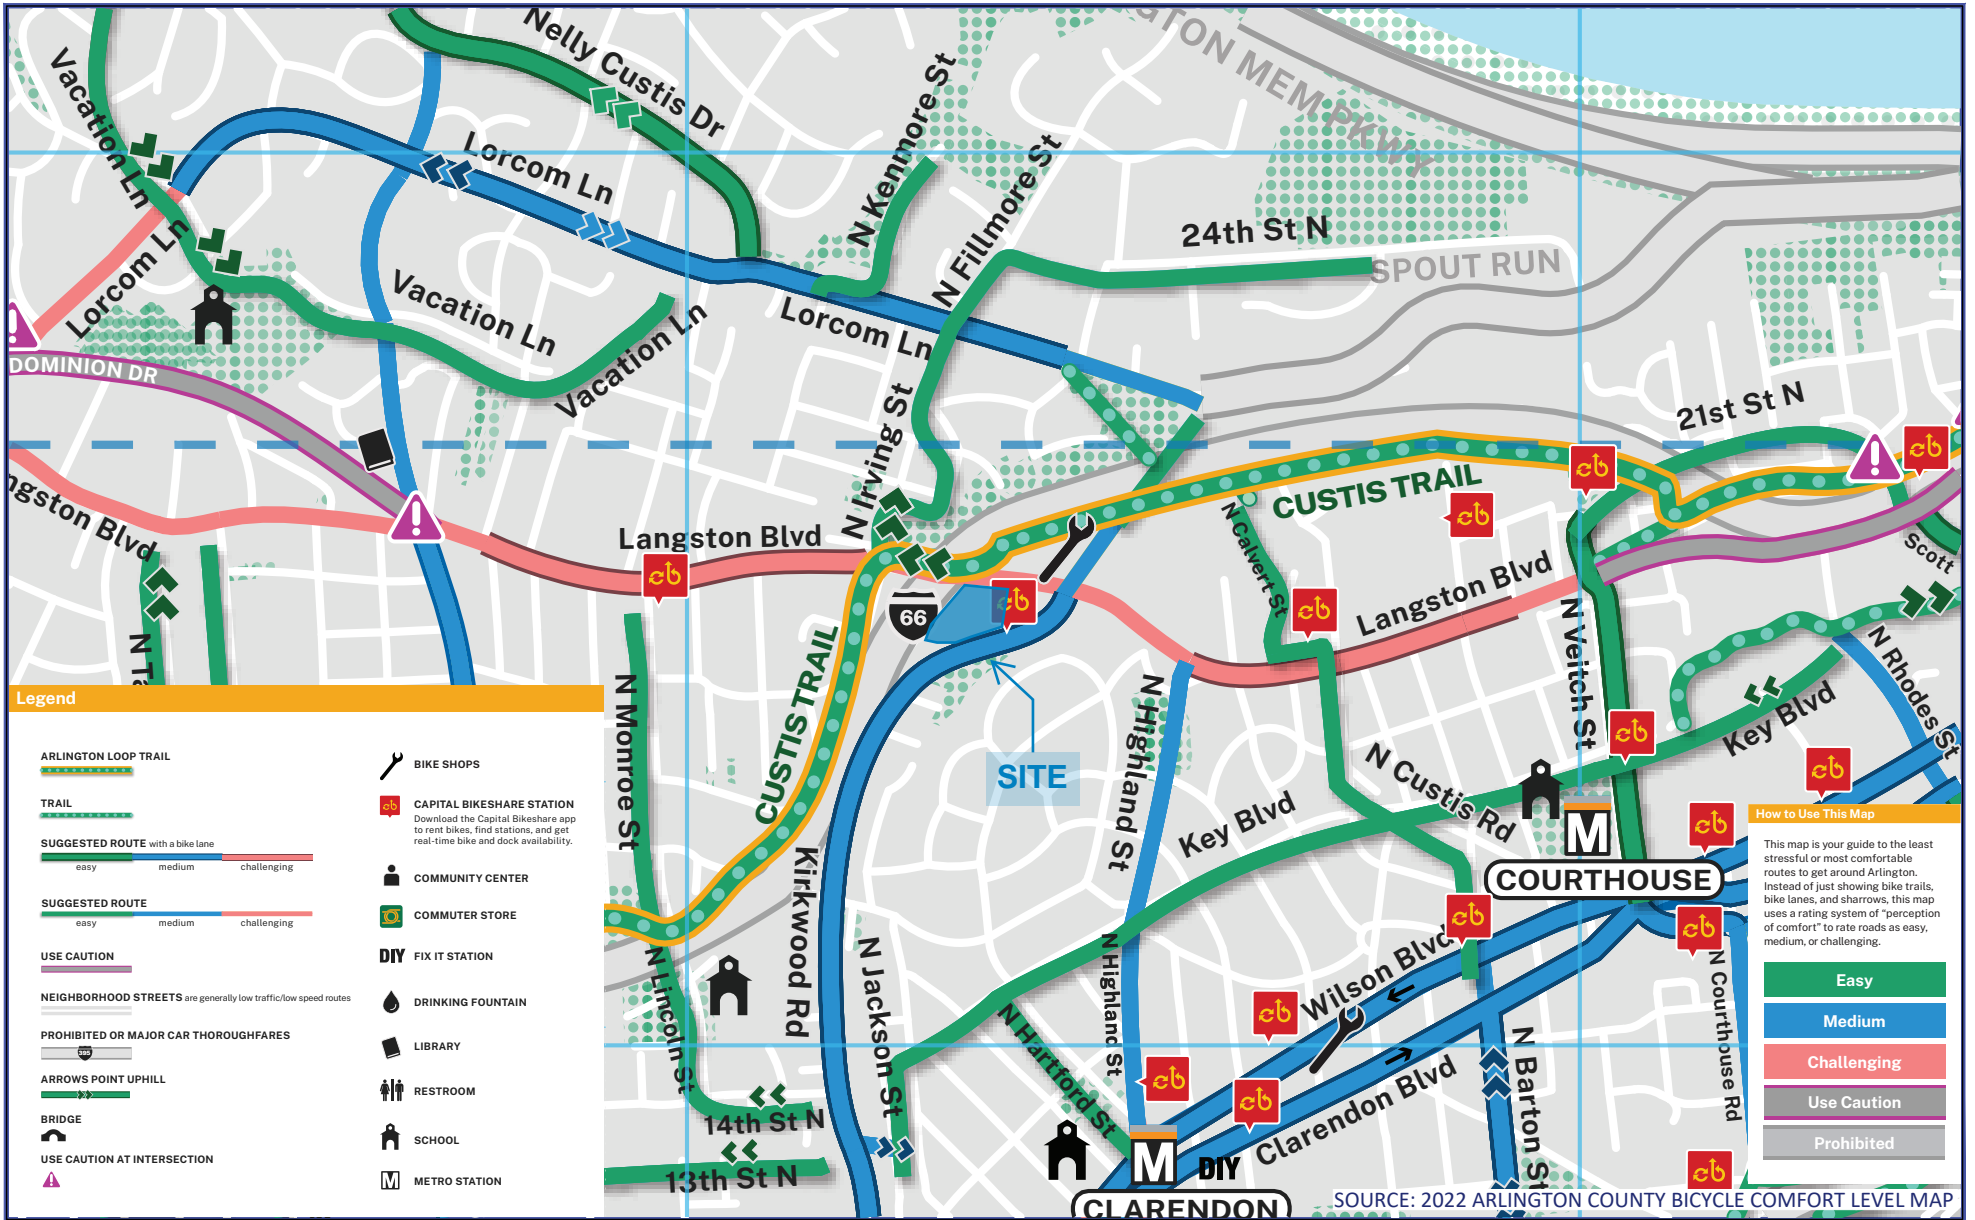 GTON MEM PKWY
Nelly Custis Dr
Vacation Ln
Lorcom Ln
N Kenmore St
N Fillmore St
24th St N
SPOUT RUN
Lorcom Ln
Vacation Ln
Vacation Ln
Lorcom Ln
DOMINION DR
N Irving St
21st St N
CUSTIS TRAIL
N Calvert St
ngston Blvd
Langston Blvd
Langston Blvd
Scott
66
N Ta
N Veitch St
N Rhodes St
Key Blvd
CUSTIS TRAIL
N Monroe St
SITE
N Highland St
N Custis Rd
Key Blvd
M
COURTHOUSE
Kirkwood Rd
N Jackson St
N Lincoln St
N Highland St
Wilson Blvd
N Hartford St
Clarendon Blvd
N Barton St
N Courthouse Rd
14th St N
13th St N
M
DIY
CLARENDON
Legend
ARLINGTON LOOP TRAIL
TRAIL
SUGGESTED ROUTE with a bike lane
easy medium challenging
SUGGESTED ROUTE
easy medium challenging
USE CAUTION
NEIGHBORHOOD STREETS are generally low traffic/low speed routes
PROHIBITED OR MAJOR CAR THOROUGHFARES
395
ARROWS POINT UPHILL
BRIDGE
USE CAUTION AT INTERSECTION
BIKE SHOPS
CAPITAL BIKESHARE STATION
Download the Capital Bikeshare app
to rent bikes, find stations, and get
real-time bike and dock availability.
COMMUNITY CENTER
COMMUTER STORE
DIY FIX IT STATION
DRINKING FOUNTAIN
LIBRARY
RESTROOM
SCHOOL
M METRO STATION
How to Use This Map
This map is your guide to the least
stressful or most comfortable
routes to get around Arlington.
Instead of just showing bike trails,
bike lanes, and sharrows, this map
uses a rating system of “perception
of comfort” to rate roads as easy,
medium, or challenging.
Easy
Medium
Challenging
Use Caution
Prohibited
SOURCE: 2022 ARLINGTON COUNTY BICYCLE COMFORT LEVEL MAP